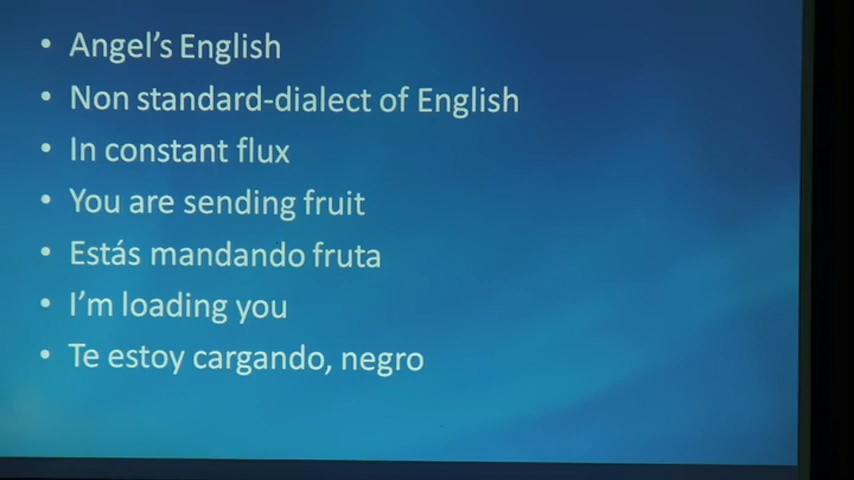 • Angel's English
• Non standard-dialect of English
• In constant flux
• You are sending fruit
• Estás mandando fruta
• I'm loading you
• Te estoy cargando, negro